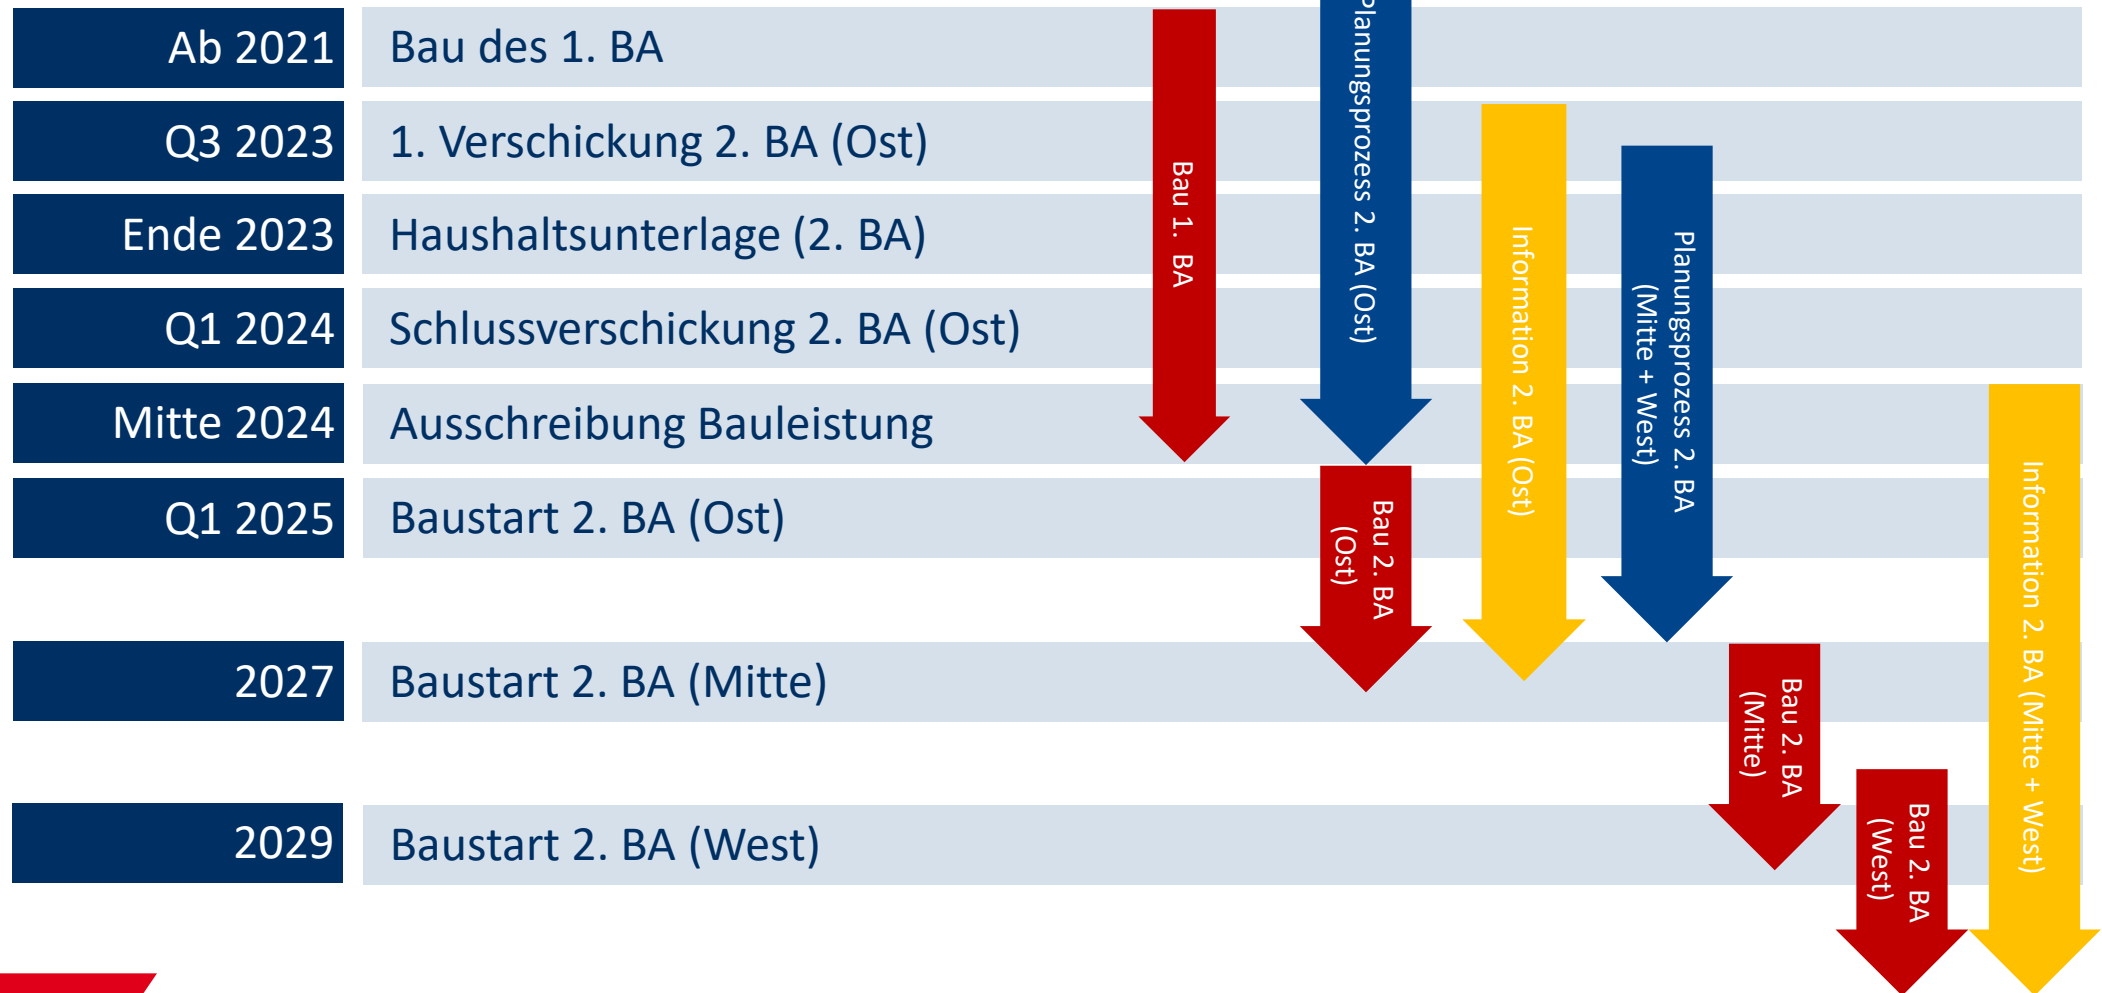 Ab 2021 Bau des 1. BA
Q3 2023 1. Verschickung 2. BA (Ost)
Ende 2023 Haushaltsunterlage (2. BA)
Q1 2024 Schlussverschickung 2. BA (Ost)
Mitte 2024 Ausschreibung Bauleistung
Q1 2025 Baustart 2. BA (Ost)
2027 Baustart 2. BA (Mitte)
2029 Baustart 2. BA (West)
Bau 1. BA
Planungsprozess 2. BA (Ost)
Bau 2. BA
(Ost)
Information 2. BA (Ost)
Planungsprozess 2. BA
(Mitte + West)
Bau 2. BA
(Mitte)
Bau 2. BA
(West)
Information 2. BA (Mitte + West)